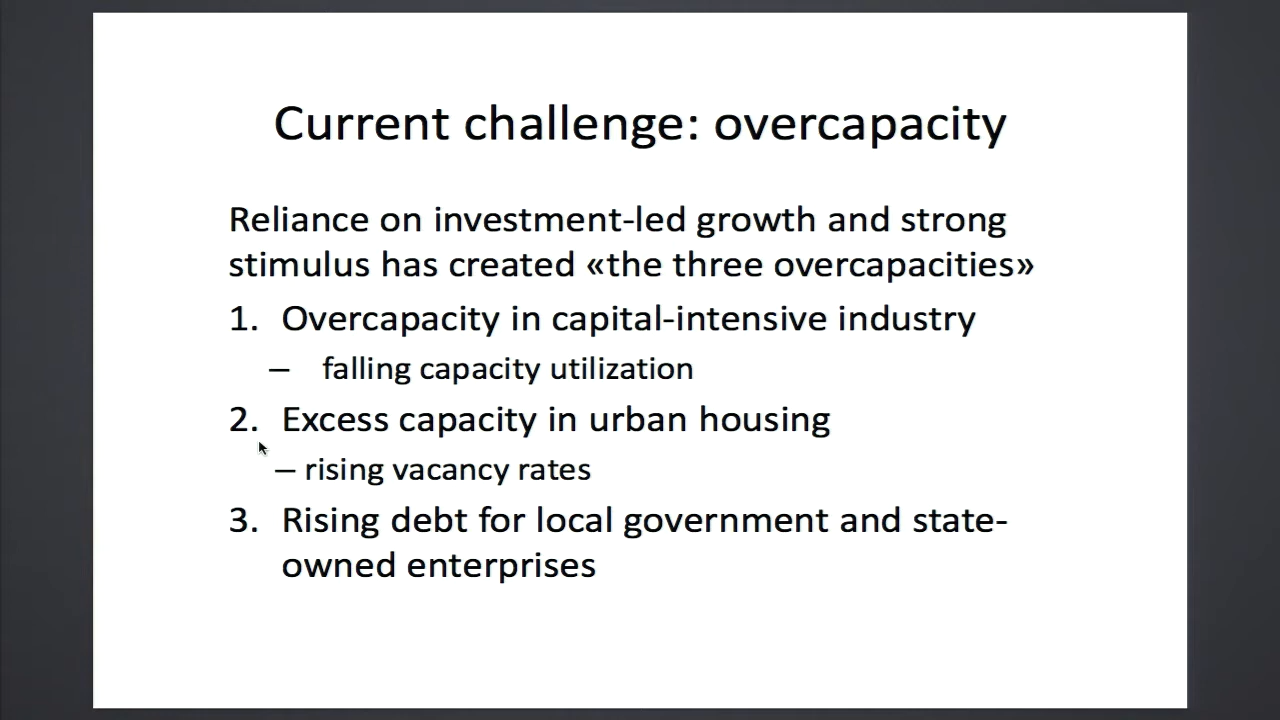 Current challenge: overcapacity
Reliance on investment-led growth and strong
stimulus has created «the three overcapacities»
1. Overcapacity in capital-intensive industry
– falling capacity utilization
2. Excess capacity in urban housing
– rising vacancy rates
3. Rising debt for local government and state-
owned enterprises